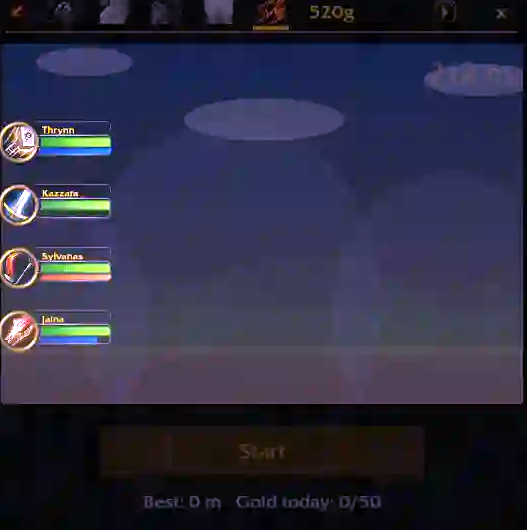 520g
x
Thrynn
Kazzara
Sylvanas
Jaina
Start
Best: 0 m Gold today: 0/50